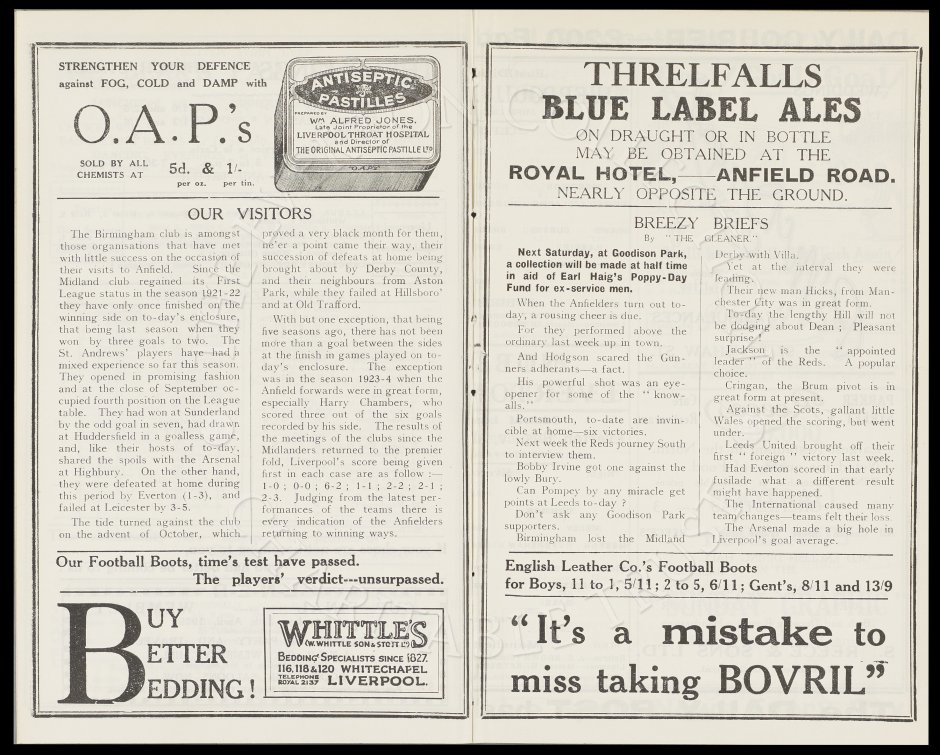 STRENGTHEN YOUR DEFENCE
against FOG, COLD and DAMP with
O.A.P.'s
SOLD BY ALL
CHEMISTS AT
5d. & 1/-
per oz. per tin.
ANTISEPTIC
PASTILLES
PREPARED BY
WM ALFRED JONES.
Late Joint Proprietor of the
LIVERPOOL THROAT HOSPITAL
and Director of
THE ORIGINAL ANTISEPTIC PASTILLE LTD
"O.A.P.'s"
OUR VISITORS
The Birmingham club is amongst
those organisations that have met
with little success on the occasion of
their visits to Anfield. Since the
Midland club regained its First
League status in the season 1921-22
they have only once finished on the
winning side on to-day's enclosure,
that being last season when they
won by three goals to two. The
St. Andrews' players have had a
mixed experience so far this season.
They opened in promising fashion
and at the close of September oc-
cupied fourth position on the League
table. They had won at Sunderland
by the odd goal in seven, had drawn
at Huddersfield in a goalless game,
and, like their hosts of to-day,
shared the spoils with the Arsenal
at Highbury. On the other hand,
they were defeated at home during
this period by Everton (1-3), and
failed at Leicester by 3-5.
The tide turned against the club
on the advent of October, which
proved a very black month for them,
ne'er a point came their way, their
succession of defeats at home being
brought about by Derby County,
and their neighbours from Aston
Park, while they failed at Hillsboro'
and at Old Trafford.
With but one exception, that being
five seasons ago, there has not been
more than a goal between the sides
at the finish in games played on to-
day's enclosure. The exception
was in the season 1923-4 when the
Anfield forwards were in great form,
especially Harry Chambers, who
scored three out of the six goals
recorded by his side. The results of
the meetings of the clubs since the
Midlanders returned to the premier
fold, Liverpool's score being given
first in each case are as follow :—
1-0 ; 0-0 ; 6-2 ; 1-1 ; 2-2 ; 2-1 ;
2-3. Judging from the latest per-
formances of the teams there is
every indication of the Anfielders
returning to winning ways.
Our Football Boots, time's test have passed.
The players' verdict---unsurpassed.
BUY
BETTER
BEDDING!
WHITTLE'S
(W. WHITTLE SON & STOTT LTD)
BEDDING SPECIALISTS SINCE 1827.
116, 118 & 120 WHITECHAPEL
TELEPHONE
ROYAL 2137
LIVERPOOL.
THRELFALLS
BLUE LABEL ALES
ON DRAUGHT OR IN BOTTLE
MAY BE OBTAINED AT THE
ROYAL HOTEL,—ANFIELD ROAD.
NEARLY OPPOSITE THE GROUND.
BREEZY BRIEFS
By "THE GLEANER"
Next Saturday, at Goodison Park,
a collection will be made at half time
in aid of Earl Haig's Poppy-Day
Fund for ex-service men.
When the Anfielders turn out to-
day, a rousing cheer is due.
For they performed above the
ordinary last week up in town.
And Hodgson scared the Gun-
ners adherants—a fact.
His powerful shot was an eye-
opener for some of the "know-
alls."
Portsmouth, to-date are invin-
cible at home—six victories.
Next week the Reds journey South
to interview them.
Bobby Irvine got one against the
lowly Bury.
Can Pompey by any miracle get
points at Leeds to-day ?
Don't ask any Goodison Park
supporters.
Birmingham lost the Midland
Derby with Villa.
Yet at the interval they were
leading.
Their new man Hicks, from Man-
chester City was in great form.
To-day the lengthy Hill will not
be dodging about Dean ; Pleasant
surprise !
Jackson is the "appointed
leader" of the Reds. A popular
choice.
Cringan, the Brum pivot is in
great form at present.
Against the Scots, gallant little
Wales opened the scoring, but went
under.
Leeds United brought off their
first "foreign" victory last week.
Had Everton scored in that early
fusilade what a different result
might have happened.
The International caused many
team changes—teams felt their loss.
The Arsenal made a big hole in
Liverpool's goal average.
English Leather Co.'s Football Boots
for Boys, 11 to 1, 5/11; 2 to 5, 6/11; Gent's, 8/11 and 13/9
"It's a mistake to
miss taking BOVRIL"